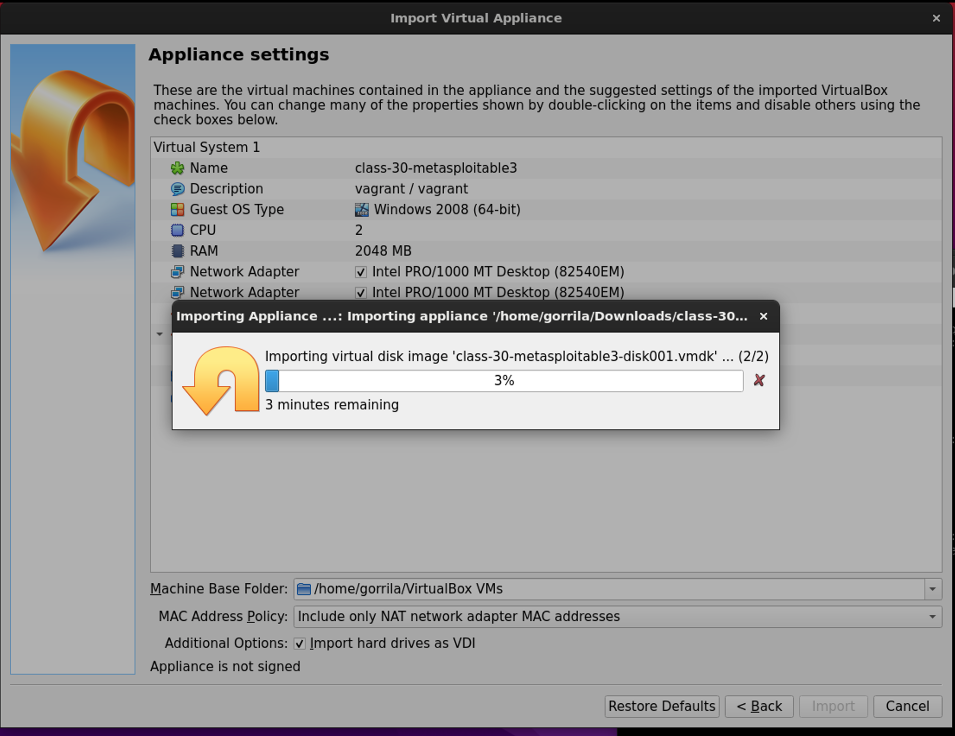 Import Virtual Appliance
Appliance settings
These are the virtual machines contained in the appliance and the suggested settings of the imported VirtualBox
machines. You can change many of the properties shown by double-clicking on the items and disable others using the
check boxes below.
Virtual System 1
Name class-30-metasploitable3
Description vagrant / vagrant
Guest OS Type Windows 2008 (64-bit)
CPU 2
RAM 2048 MB
Network Adapter Intel PRO/1000 MT Desktop (82540EM)
Network Adapter Intel PRO/1000 MT Desktop (82540EM)
Importing Appliance ...: Importing appliance '/home/gorrila/Downloads/class-30...
Importing virtual disk image 'class-30-metasploitable3-disk001.vmdk' ... (2/2)
3%
3 minutes remaining
Machine Base Folder: /home/gorrila/VirtualBox VMs
MAC Address Policy: Include only NAT network adapter MAC addresses
Additional Options: Import hard drives as VDI
Appliance is not signed
Restore Defaults < Back Import Cancel